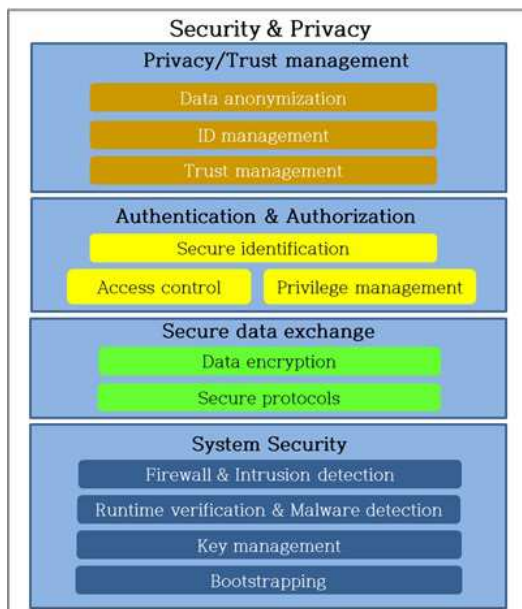 Security & Privacy
Privacy/Trust management
Data anonymization
ID management
Trust management
Authentication & Authorization
Secure identification
Access control
Privilege management
Secure data exchange
Data encryption
Secure protocols
System Security
Firewall & Intrusion detection
Runtime verification & Malware detection
Key management
Bootstrapping